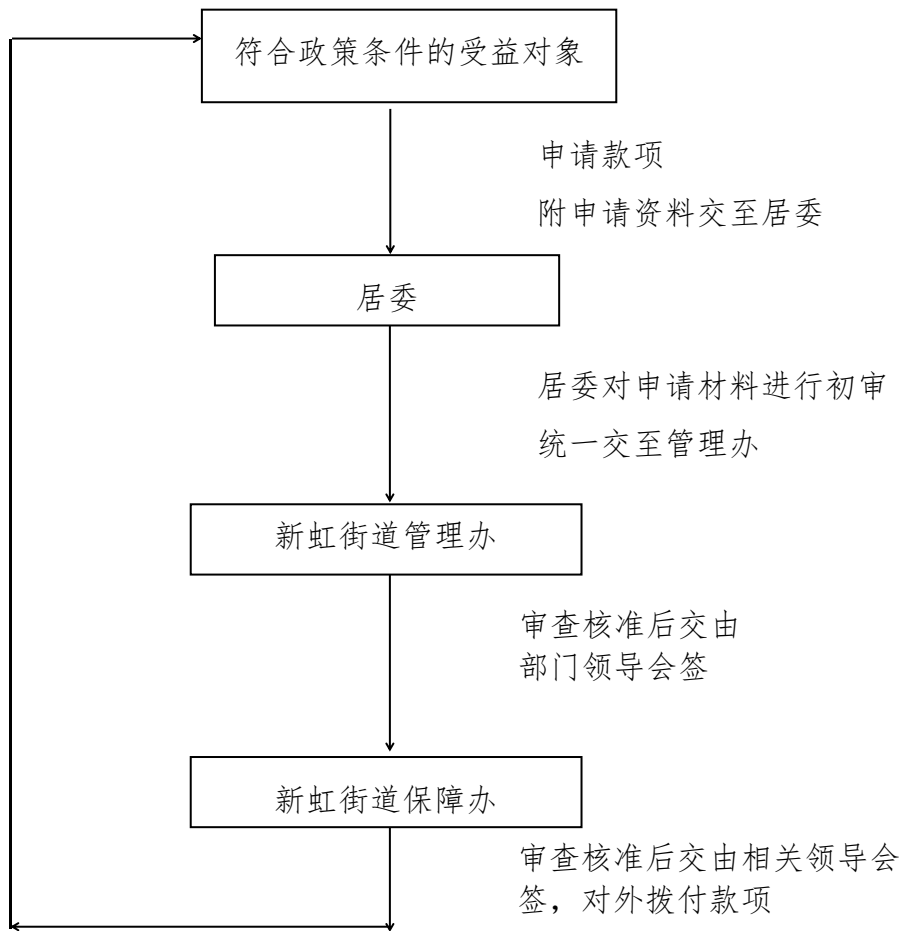 符合政策条件的受益对象
申请款项
附申请资料交至居委
居委
居委对申请材料进行初审
统一交至管理办
新虹街道管理办
审查核准后交由
部门领导会签
新虹街道保障办
审查核准后交由相关领导会
签，对外拨付款项